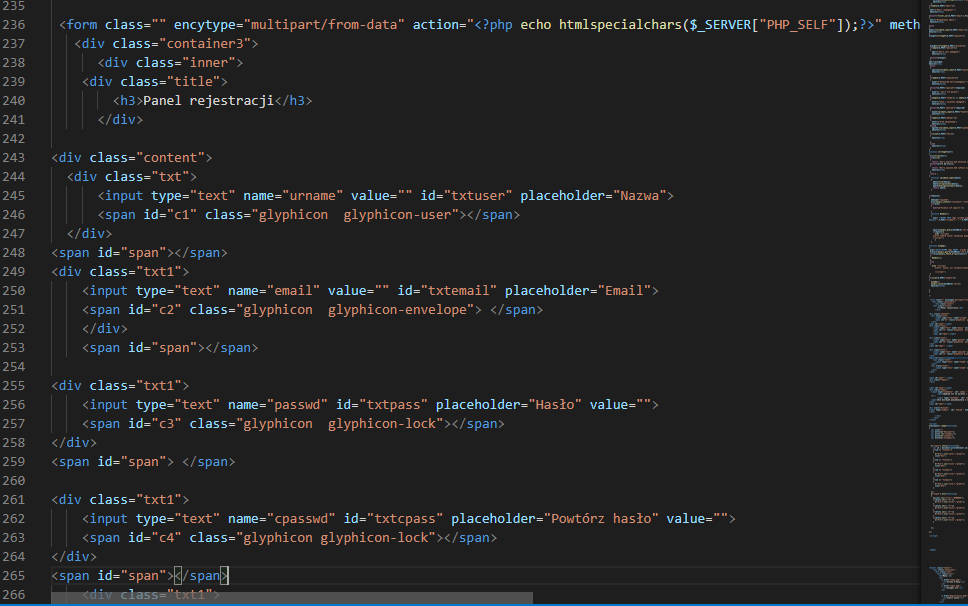 235
236 <form class="" encytype="multipart/from-data" action="<?php echo htmlspecialchars($_SERVER["PHP_SELF"]);?>" meth
237 <div class="container3">
238 <div class="inner">
239 <div class="title">
240 <h3>Panel rejestracji</h3>
241 </div>
242
243 <div class="content">
244 <div class="txt">
245 <input type="text" name="urname" value="" id="txtuser" placeholder="Nazwa">
246 <span id="c1" class="glyphicon  glyphicon-user"></span>
247 </div>
248 <span id="span"></span>
249 <div class="txt1">
250 <input type="text" name="email" value="" id="txtemail" placeholder="Email">
251 <span id="c2" class="glyphicon  glyphicon-envelope"> </span>
252 </div>
253 <span id="span"></span>
254
255 <div class="txt1">
256 <input type="text" name="passwd" id="txtpass" placeholder="Hasło" value="">
257 <span id="c3" class="glyphicon  glyphicon-lock"></span>
258 </div>
259 <span id="span"> </span>
260
261 <div class="txt1">
262 <input type="text" name="cpasswd" id="txtcpass" placeholder="Powtórz hasło" value="">
263 <span id="c4" class="glyphicon glyphicon-lock"></span>
264 </div>
265 <span id="span"></span>
266 <div class="txt1">